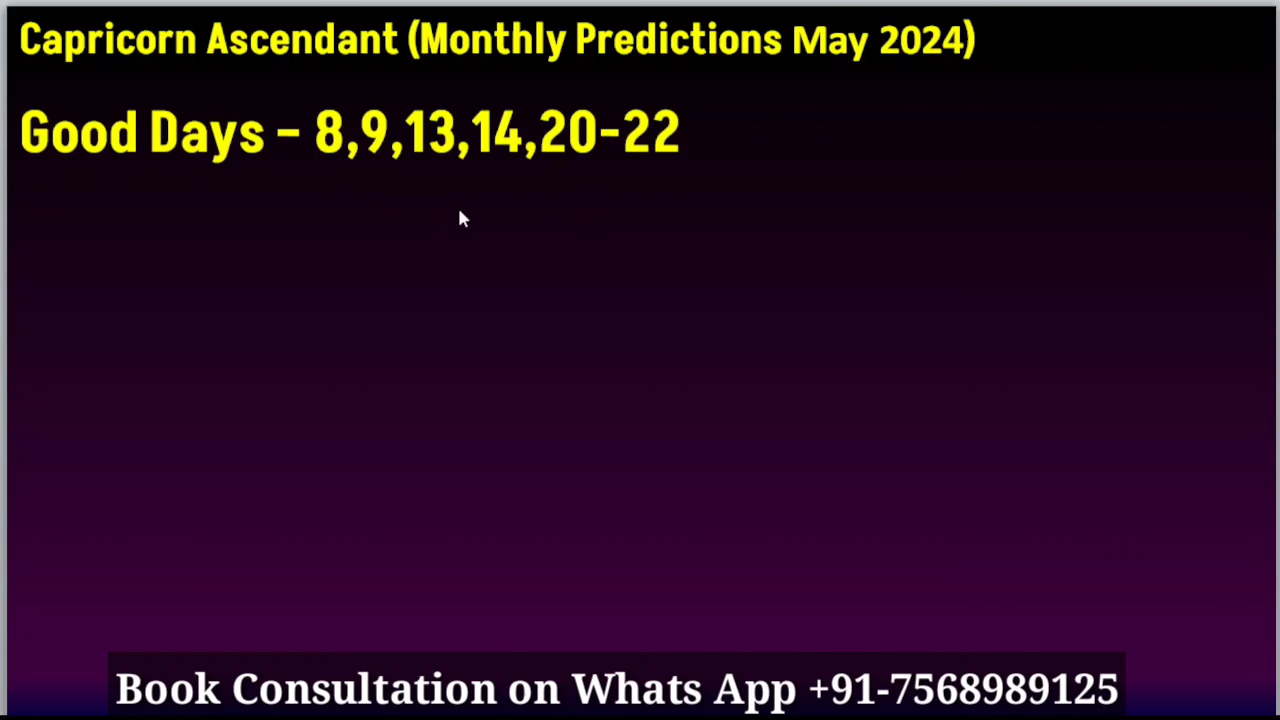 Capricorn Ascendant (Monthly Predictions May 2024)
Good Days – 8,9,13,14,20-22
Book Consultation on Whats App +91-7568989125